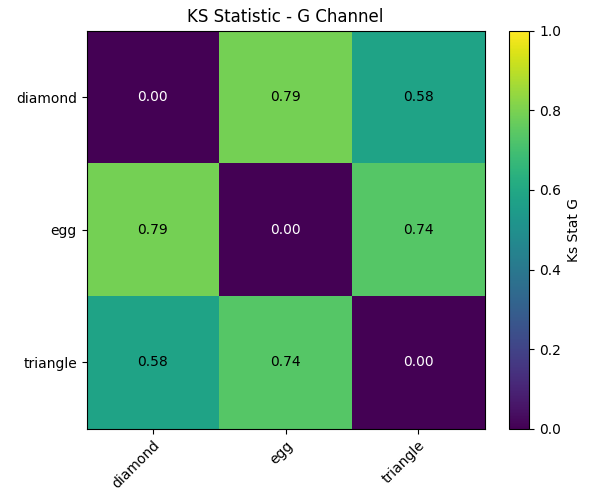 KS Statistic - G Channel
diamond
0.00
0.79
0.58
egg
0.79
0.00
0.74
triangle
0.58
0.74
0.00
diamond
egg
triangle
1.0
0.8
0.6
0.4
0.2
0.0
Ks Stat G